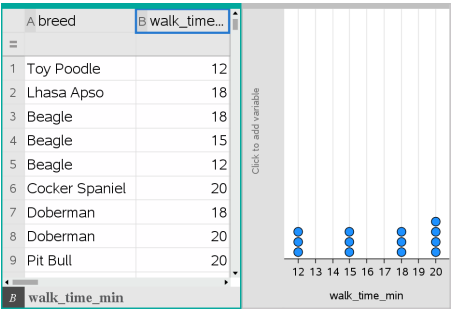 A breed B walk_time...
=
1 Toy Poodle 12
2 Lhasa Apso 18
3 Beagle 18
4 Beagle 15
5 Beagle 12
6 Cocker Spaniel 20
7 Doberman 18
8 Doberman 20
9 Pit Bull 20
B walk_time_min
Click to add variable
12 13 14 15 16 17 18 19 20
walk_time_min